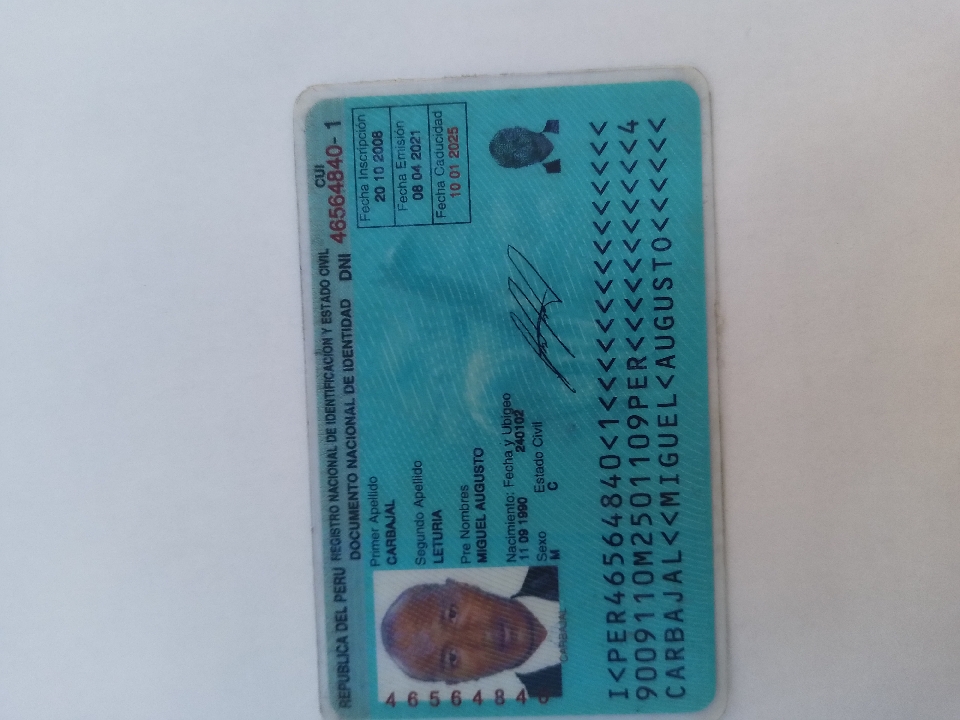 REPUBLICA DEL PERU REGISTRO NACIONAL DE IDENTIFICACIÓN Y ESTADO CIVIL
CUI
DOCUMENTO NACIONAL DE IDENTIDAD DNI 46564840-1
Primer Apellido
CARBAJAL
Segundo Apellido
LETURIA
Pre Nombres
MIGUEL AUGUSTO
Nacimiento: Fecha y Ubigeo
11 09 1990 240102
Sexo Estado Civil
M C
Fecha Inscripción
20 10 2008
Fecha Emisión
08 04 2021
Fecha Caducidad
10 01 2025
CARBAJAL
I<PER46564840<1<<<<<<<<<<<<<<<
9009110M2501109PER<<<<<<<<<<<4
CARBAJAL<<MIGUEL<AUGUSTO<<<<<<